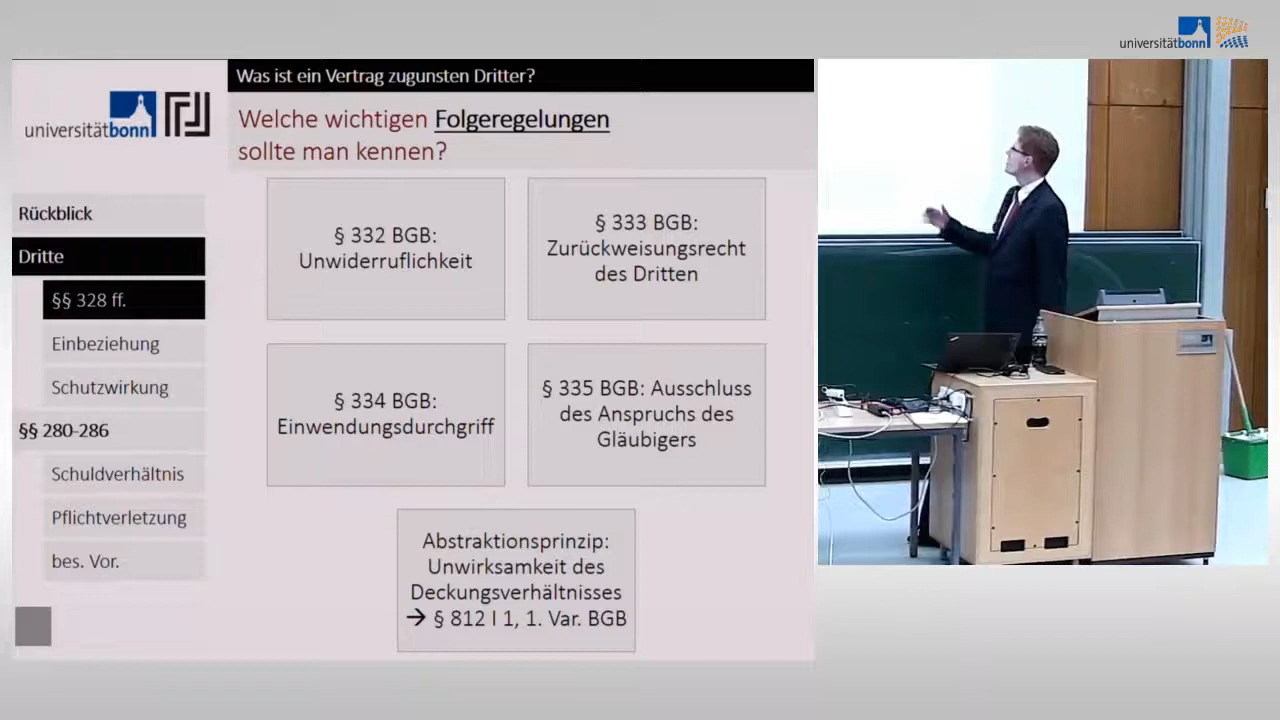 universitätbonn
Was ist ein Vertrag zugunsten Dritter?
universitätbonn
Welche wichtigen Folgeregelungen
sollte man kennen?
Rückblick
Dritte
§§ 328 ff.
Einbeziehung
Schutzwirkung
§§ 280-286
Schuldverhältnis
Pflichtverletzung
bes. Vor.
§ 332 BGB:
Unwiderruflichkeit
§ 333 BGB:
Zurückweisungsrecht
des Dritten
§ 334 BGB:
Einwendungsdurchgriff
§ 335 BGB: Ausschluss
des Anspruchs des
Gläubigers
Abstraktionsprinzip:
Unwirksamkeit des
Deckungsverhältnisses
→ § 812 I 1, 1. Var. BGB